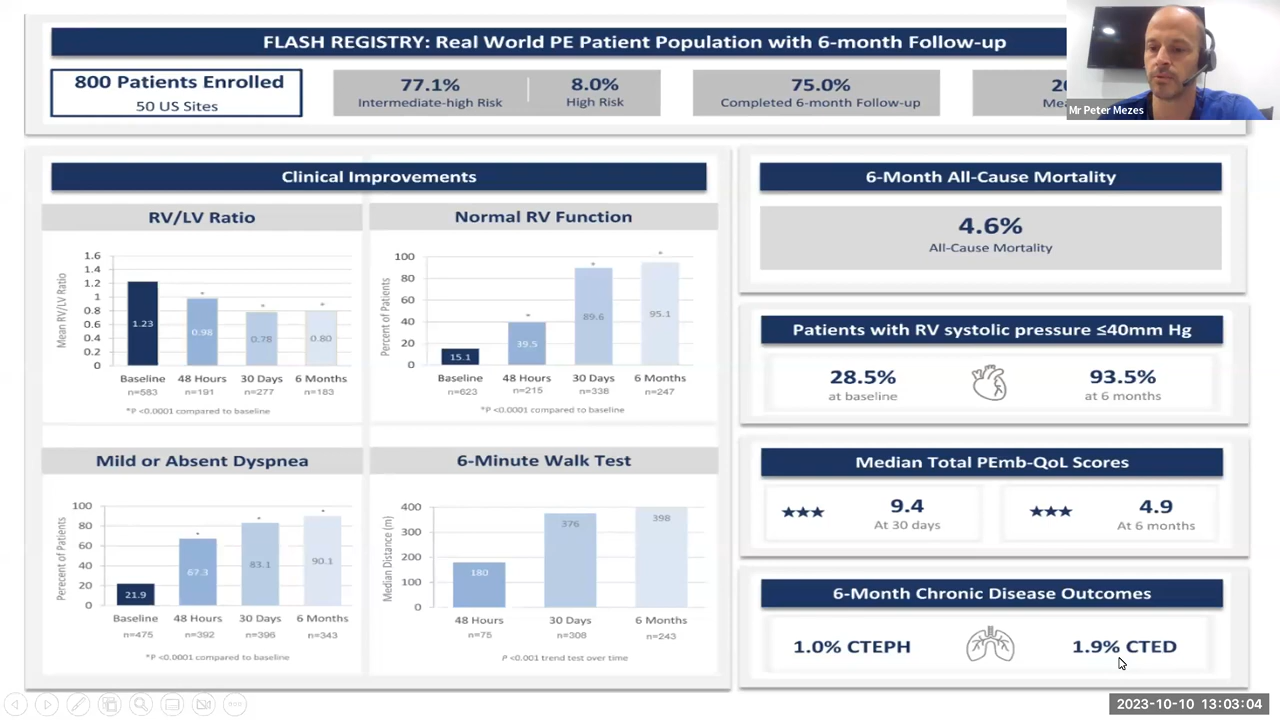 FLASH REGISTRY: Real World PE Patient Population with 6-month Follow-up
800 Patients Enrolled
50 US Sites
77.1%
Intermediate-high Risk
8.0%
High Risk
75.0%
Completed 6-month Follow-up
Mr Peter Mezes
Clinical Improvements
RV/LV Ratio
Mean RV/LV Ratio
1.6
1.4
1.2
1
0.8
0.6
0.4
0.2
0
1.23
*
0.98
*
0.78
*
0.80
Baseline
48 Hours
30 Days
6 Months
n=583
n=191
n=277
n=183
*P <0.0001 compared to baseline
Normal RV Function
Percent of Patients
100
80
60
40
20
0
15.1
*
39.5
*
89.6
*
95.1
Baseline
48 Hours
30 Days
6 Months
n=623
n=215
n=338
n=247
*P <0.0001 compared to baseline
Mild or Absent Dyspnea
Perecent of Patients
100
80
60
40
20
0
21.9
*
67.3
*
83.1
*
90.1
Baseline
48 Hours
30 Days
6 Months
n=475
n=392
n=396
n=343
*P <0.0001 compared to baseline
6-Minute Walk Test
Median Distance (m)
400
300
200
100
0
180
376
398
48 Hours
30 Days
6 Months
n=75
n=308
n=243
P <0.001 trend test over time
6-Month All-Cause Mortality
4.6%
All-Cause Mortality
Patients with RV systolic pressure ≤40mm Hg
28.5%
at baseline
93.5%
at 6 months
Median Total PEmb-QoL Scores
9.4
At 30 days
4.9
At 6 months
6-Month Chronic Disease Outcomes
1.0% CTEPH
1.9% CTED
2023-10-10 13:03:04